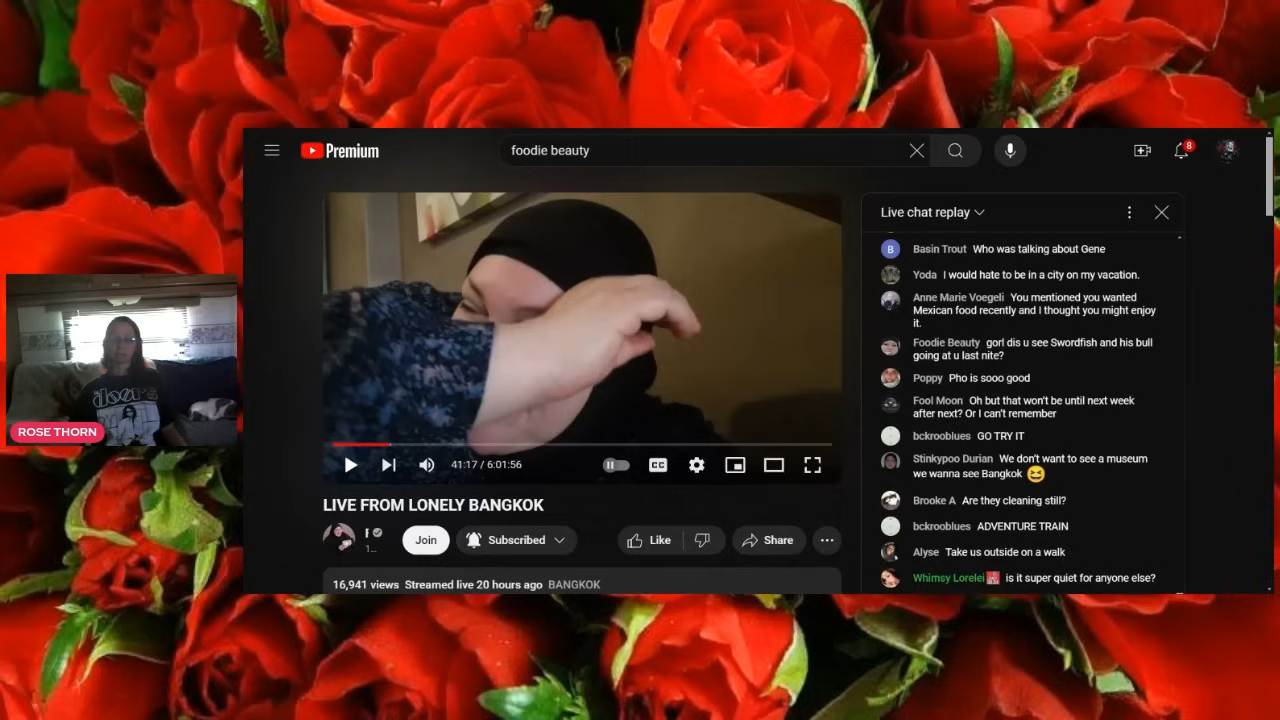 Premium
foodie beauty
8
Live chat replay
B Basin Trout Who was talking about Gene
Yoda I would hate to be in a city on my vacation.
Anne Marie Voegeli You mentioned you wanted
Mexican food recently and I thought you might enjoy
it.
Foodie Beauty gorl dis u see Swordfish and his bull
going at u last nite?
Poppy Pho is sooo good
Fool Moon Oh but that won't be until next week
after next? Or I can't remember
bckrooblues GO TRY IT
Stinkypoo Durian We don't want to see a museum
we wanna see Bangkok
Brooke A Are they cleaning still?
bckrooblues ADVENTURE TRAIN
Alyse Take us outside on a walk
Whimsy Lorelei is it super quiet for anyone else?
doors
ROSE THORN
41:17 / 6:01:56
CC
LIVE FROM LONELY BANGKOK
1...
Join
Subscribed
Like
Share
16,941 views Streamed live 20 hours ago BANGKOK